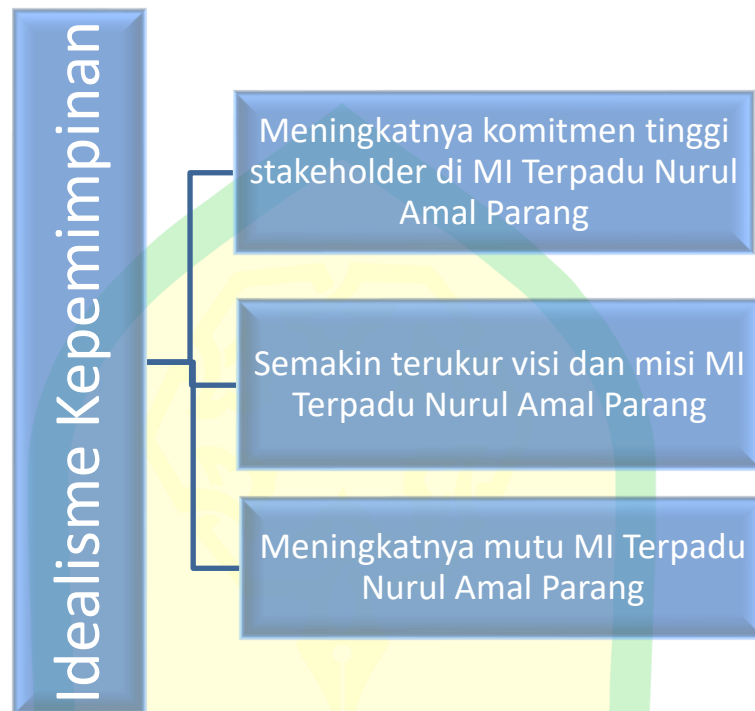 Idealisme Kepemimpinan
Meningkatnya komitmen tinggi
stakeholder di MI Terpadu Nurul
Amal Parang
Semakin terukur visi dan misi MI
Terpadu Nurul Amal Parang
Meningkatnya mutu MI Terpadu
Nurul Amal Parang